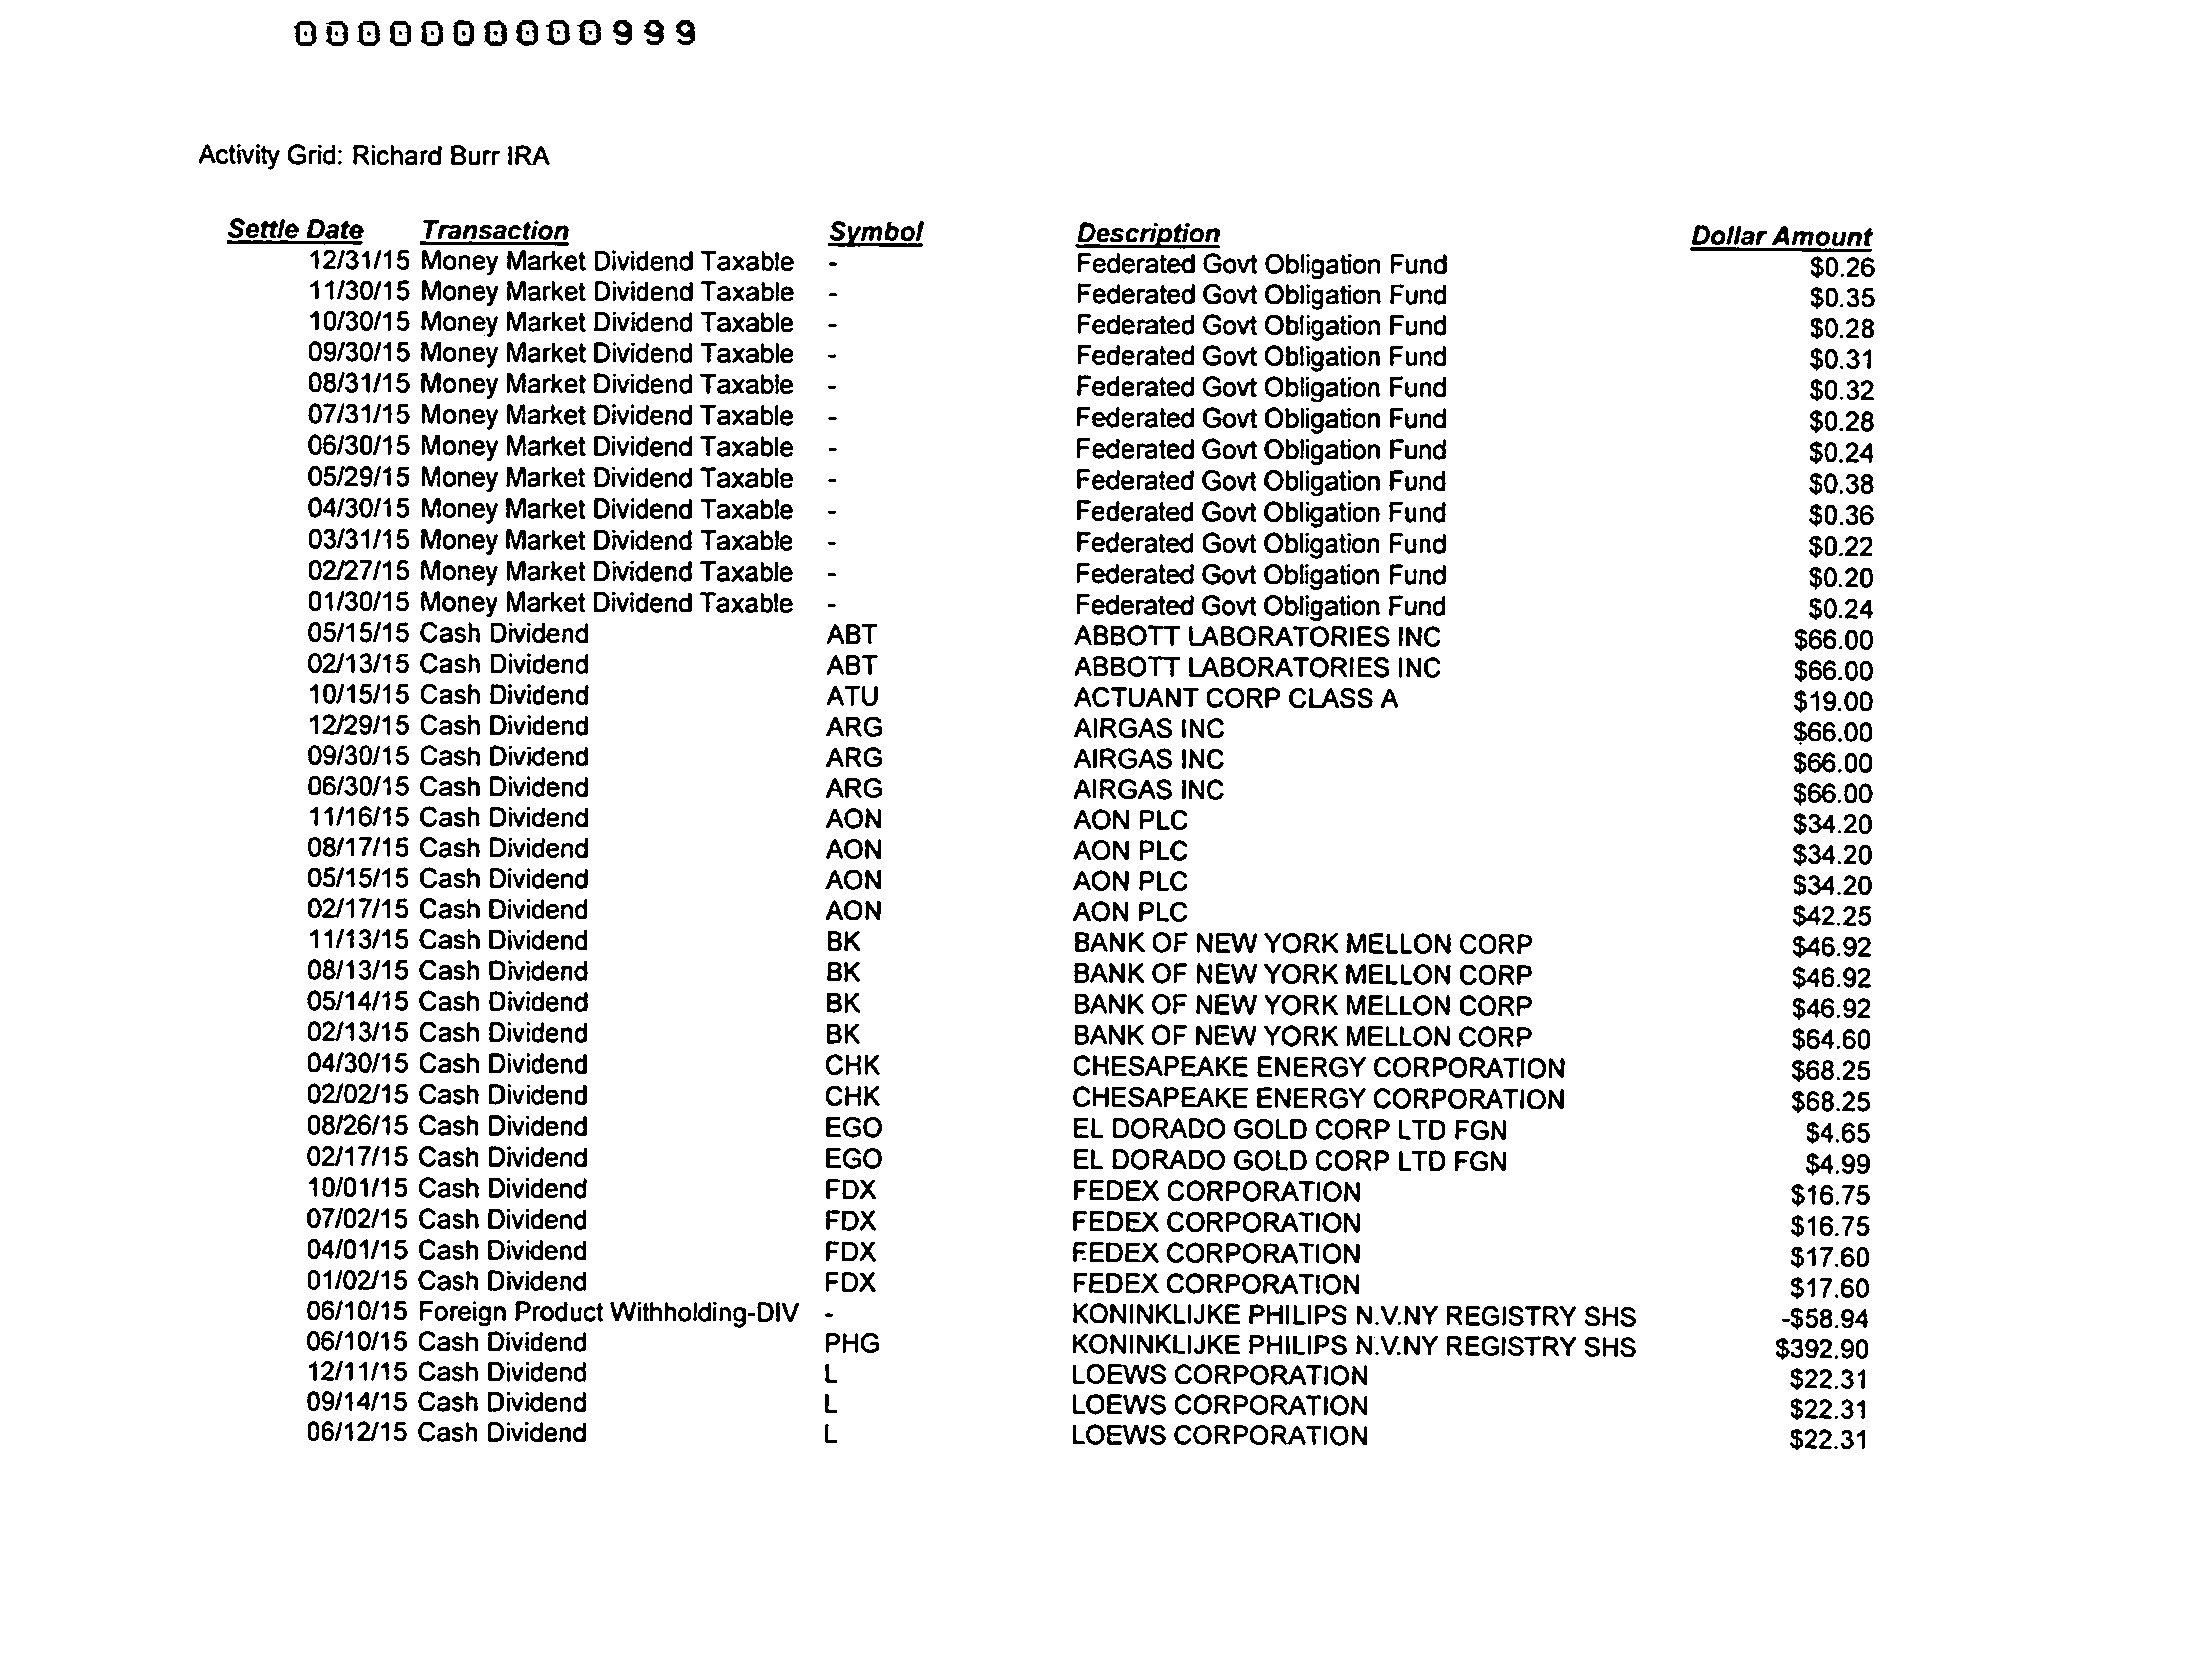 0000000000999
Activity Grid: Richard Burr IRA
Settle Date Transaction Symbol Description Dollar Amount
12/31/15 Money Market Dividend Taxable - Federated Govt Obligation Fund $0.26
11/30/15 Money Market Dividend Taxable - Federated Govt Obligation Fund $0.35
10/30/15 Money Market Dividend Taxable - Federated Govt Obligation Fund $0.28
09/30/15 Money Market Dividend Taxable - Federated Govt Obligation Fund $0.31
08/31/15 Money Market Dividend Taxable - Federated Govt Obligation Fund $0.32
07/31/15 Money Market Dividend Taxable - Federated Govt Obligation Fund $0.28
06/30/15 Money Market Dividend Taxable - Federated Govt Obligation Fund $0.24
05/29/15 Money Market Dividend Taxable - Federated Govt Obligation Fund $0.38
04/30/15 Money Market Dividend Taxable - Federated Govt Obligation Fund $0.36
03/31/15 Money Market Dividend Taxable - Federated Govt Obligation Fund $0.22
02/27/15 Money Market Dividend Taxable - Federated Govt Obligation Fund $0.20
01/30/15 Money Market Dividend Taxable - Federated Govt Obligation Fund $0.24
05/15/15 Cash Dividend ABT ABBOTT LABORATORIES INC $66.00
02/13/15 Cash Dividend ABT ABBOTT LABORATORIES INC $66.00
10/15/15 Cash Dividend ATU ACTUANT CORP CLASS A $19.00
12/29/15 Cash Dividend ARG AIRGAS INC $66.00
09/30/15 Cash Dividend ARG AIRGAS INC $66.00
06/30/15 Cash Dividend ARG AIRGAS INC $66.00
11/16/15 Cash Dividend AON AON PLC $34.20
08/17/15 Cash Dividend AON AON PLC $34.20
05/15/15 Cash Dividend AON AON PLC $34.20
02/17/15 Cash Dividend AON AON PLC $42.25
11/13/15 Cash Dividend BK BANK OF NEW YORK MELLON CORP $46.92
08/13/15 Cash Dividend BK BANK OF NEW YORK MELLON CORP $46.92
05/14/15 Cash Dividend BK BANK OF NEW YORK MELLON CORP $46.92
02/13/15 Cash Dividend BK BANK OF NEW YORK MELLON CORP $64.60
04/30/15 Cash Dividend CHK CHESAPEAKE ENERGY CORPORATION $68.25
02/02/15 Cash Dividend CHK CHESAPEAKE ENERGY CORPORATION $68.25
08/26/15 Cash Dividend EGO EL DORADO GOLD CORP LTD FGN $4.65
02/17/15 Cash Dividend EGO EL DORADO GOLD CORP LTD FGN $4.99
10/01/15 Cash Dividend FDX FEDEX CORPORATION $16.75
07/02/15 Cash Dividend FDX FEDEX CORPORATION $16.75
04/01/15 Cash Dividend FDX FEDEX CORPORATION $17.60
01/02/15 Cash Dividend FDX FEDEX CORPORATION $17.60
06/10/15 Foreign Product Withholding-DIV - KONINKLIJKE PHILIPS N.V.NY REGISTRY SHS -$58.94
06/10/15 Cash Dividend PHG KONINKLIJKE PHILIPS N.V.NY REGISTRY SHS $392.90
12/11/15 Cash Dividend L LOEWS CORPORATION $22.31
09/14/15 Cash Dividend L LOEWS CORPORATION $22.31
06/12/15 Cash Dividend L LOEWS CORPORATION $22.31